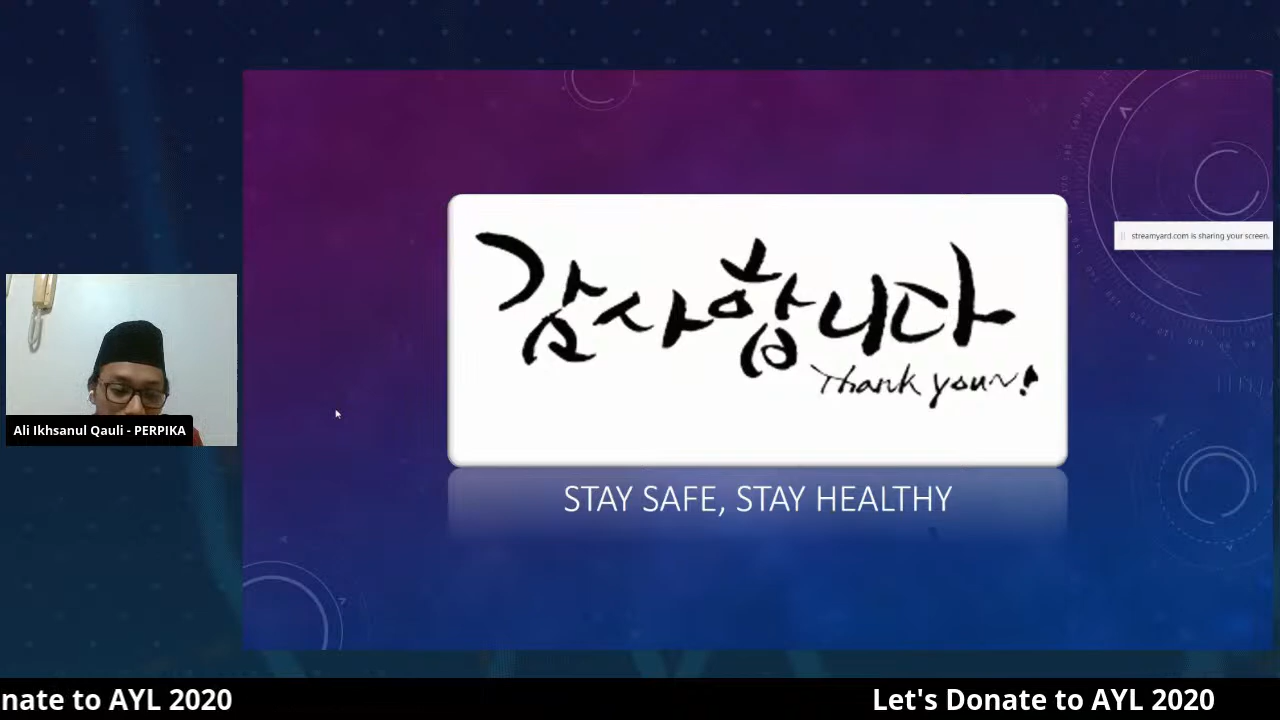 감사합니다
Thank you~!
STAY SAFE, STAY HEALTHY
streamyard.com is sharing your screen.
Ali Ikhsanul Qauli - PERPIKA
nate to AYL 2020
Let's Donate to AYL 2020